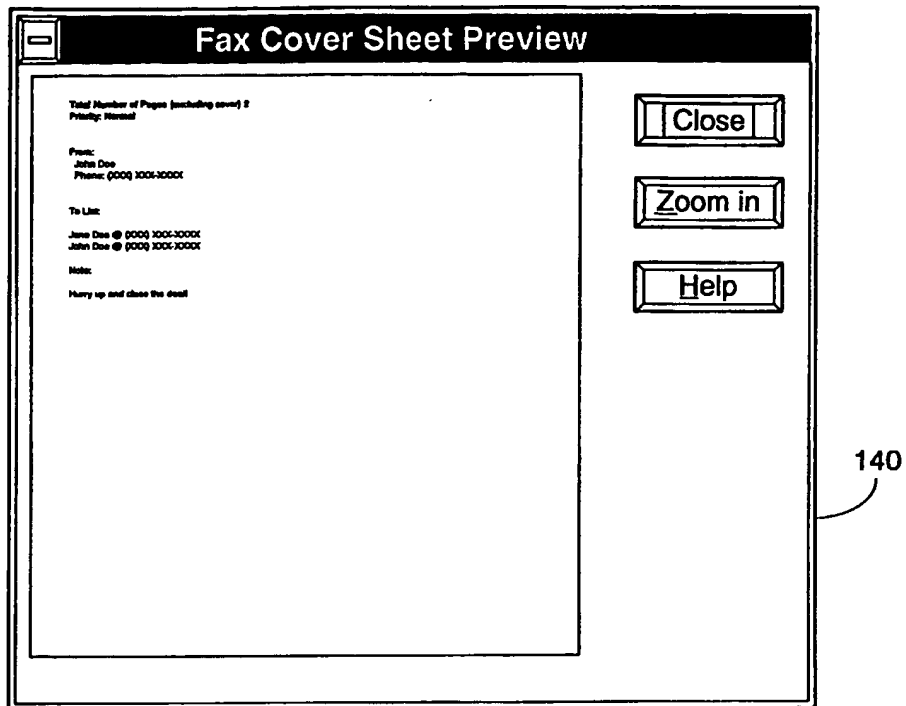 Fax Cover Sheet Preview
Total Number of Pages (excluding cover) 2
Priority: Normal
From:
John Doe
Phone: (XXX) XXX-XXXX
To List:
Jane Doe @ (XXX) XXX-XXXX
John Doe @ (XXX) XXX-XXXX
Note:
Hurry up and close the deal!
Close
Zoom in
Help
140